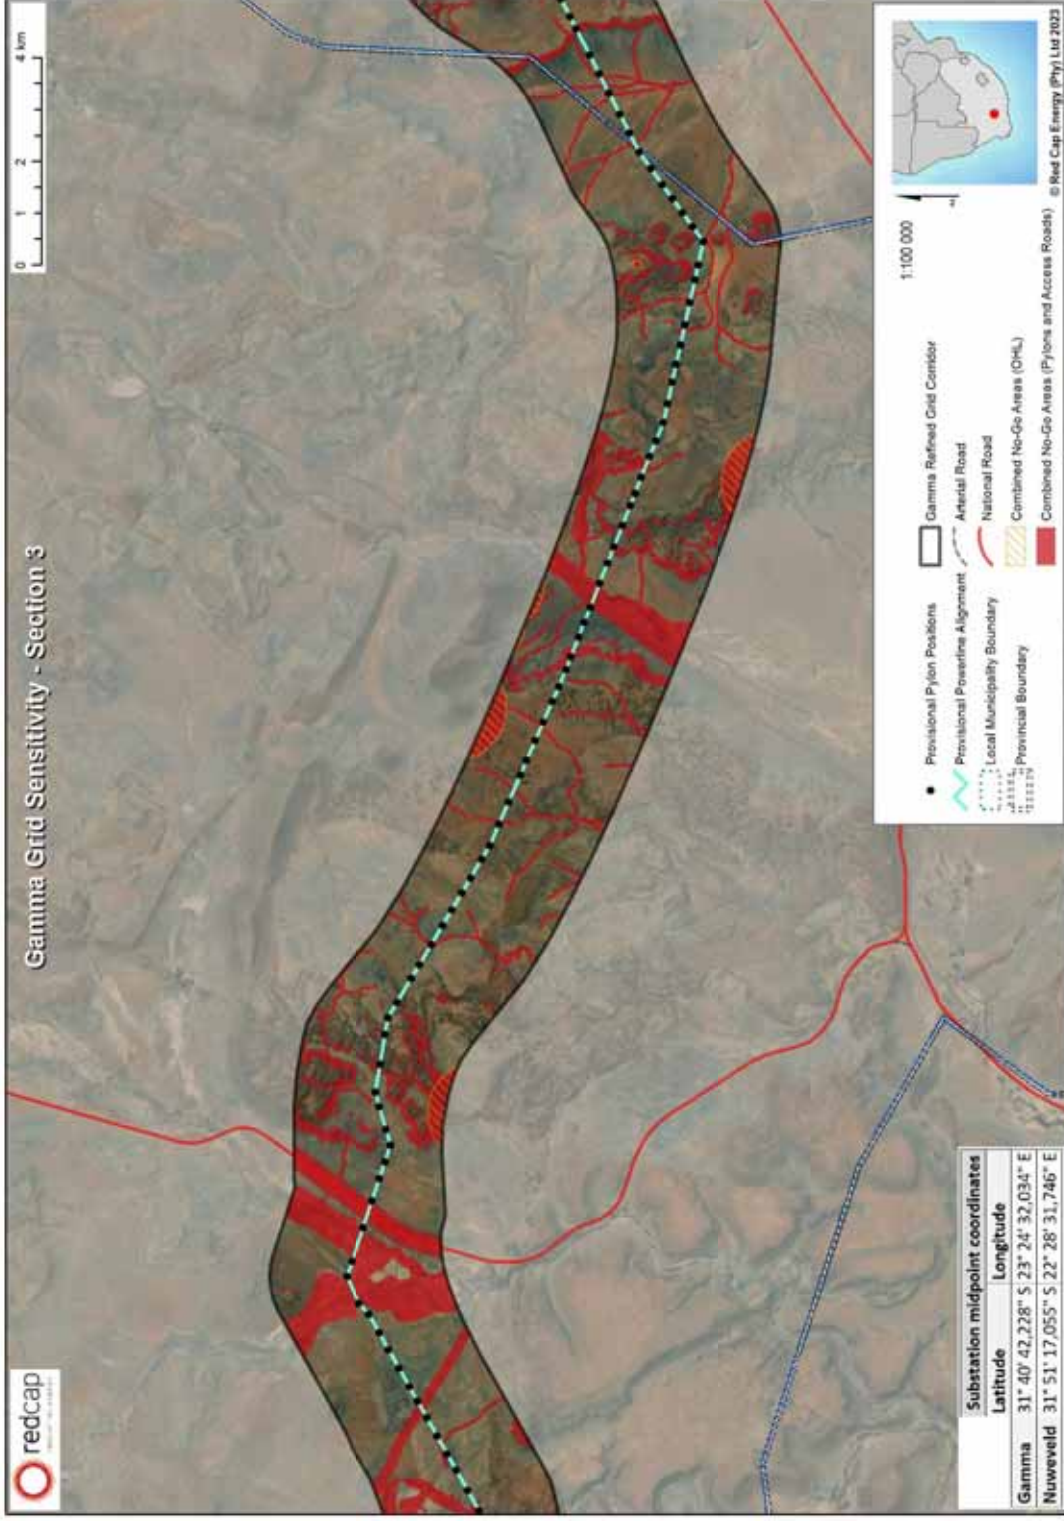 redcap
Gamma Grid Sensitivity - Section 3
0 1 2 4 km
Substation midpoint coordinates
Latitude Longitude
Gamma 31° 40' 42,228" S 23° 24' 32,034" E
Nuweveld 31° 51' 17,055" S 22° 28' 31,746" E
Provisional Pylon Positions
Provisional Powerline Alignment
Local Municipality Boundary
Provincial Boundary
Gamma Refined Grid Corridor
Arterial Road
National Road
Combined No-Go Areas (OHL)
Combined No-Go Areas (Pylons and Access Roads)
1:100 000
© Red Cap Energy (Pty) Ltd 2023